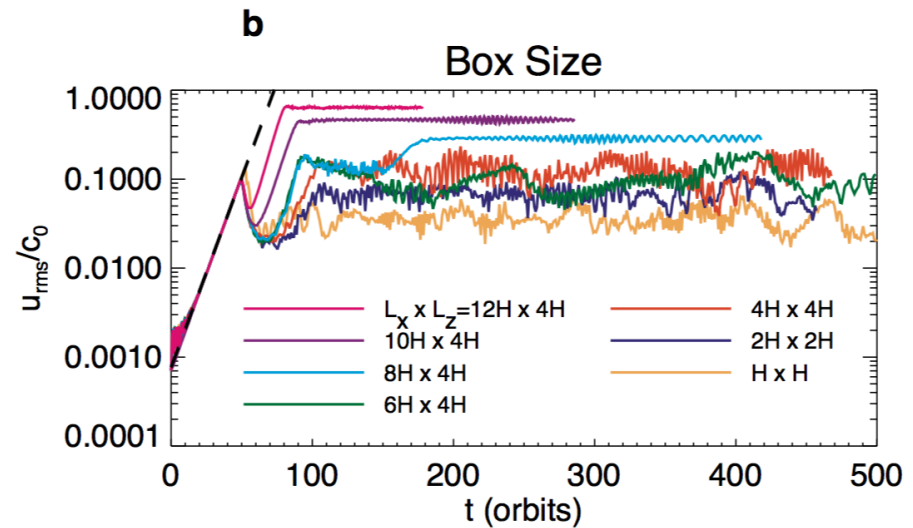 b
Box Size
1.0000
0.1000
0.0100
0.0010
0.0001
u_rms/c_0
L_x x L_z=12H x 4H
10H x 4H
8H x 4H
6H x 4H
4H x 4H
2H x 2H
H x H
0 100 200 300 400 500
t (orbits)